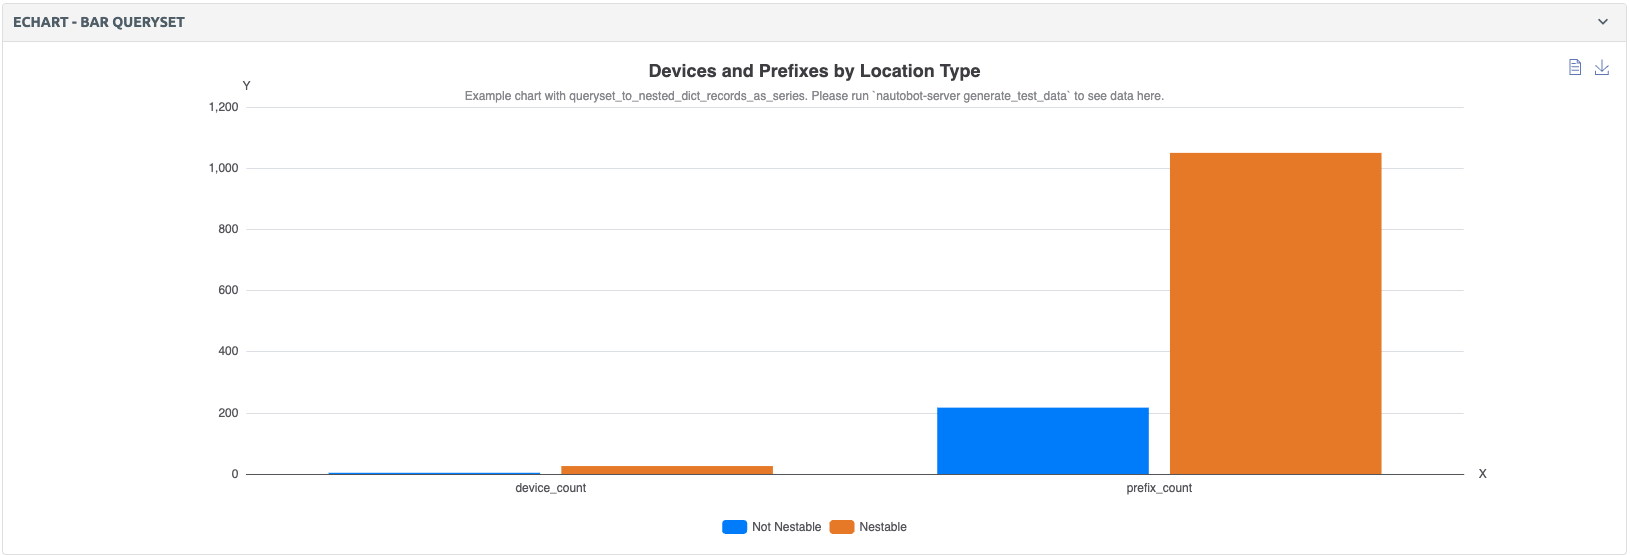 ECHART - BAR QUERYSET
Devices and Prefixes by Location Type
Example chart with queryset_to_nested_dict_records_as_series. Please run `nautobot-server generate_test_data` to see data here.
Y
1,200
1,000
800
600
400
200
0
X
device_count
prefix_count
Not Nestable
Nestable